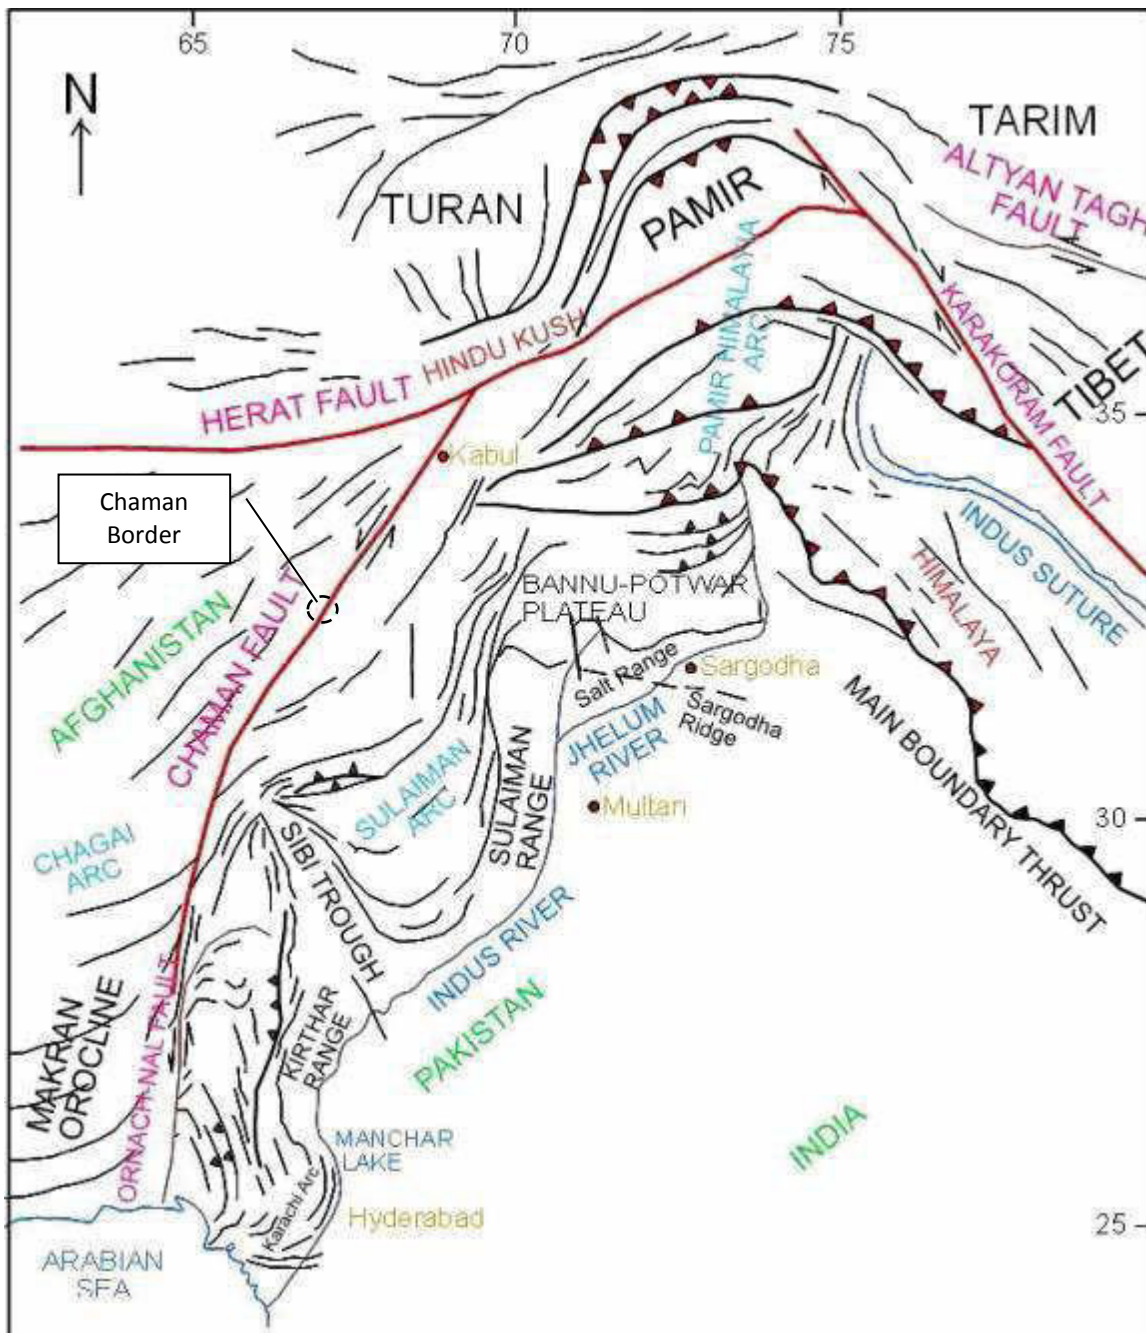 65
70
75
N
TARIM
ALTYAN TAGH
FAULT
TURAN
PAMIR
PAMIR HIMALAYIA
ARC
KARAKORAM FAULT
TIBET
HINDU KUSH
HERAT FAULT
35
Kabul
Chaman
Border
INDUS SUTURE
HIMALAYA
BANNU-POTWAR
PLATEAU
AFGHANISTAN
CHAMAN FAULT
Sargodha
Salt Range
Sargodha
Ridge
JHELUM
RIVER
MAIN BOUNDARY THRUST
SULAIMAN
ARC
SULAIMAN
RANGE
Multan
30
CHAGAI
ARC
SIBI TROUGH
INDUS RIVER
PAKISTAN
MAKRAN
OROCLINE
ORNACH-NAL FAULT
KIRTHAR
RANGE
INDIA
MANCHAR
LAKE
Karachi Arc
Hyderabad
25
ARABIAN
SEA